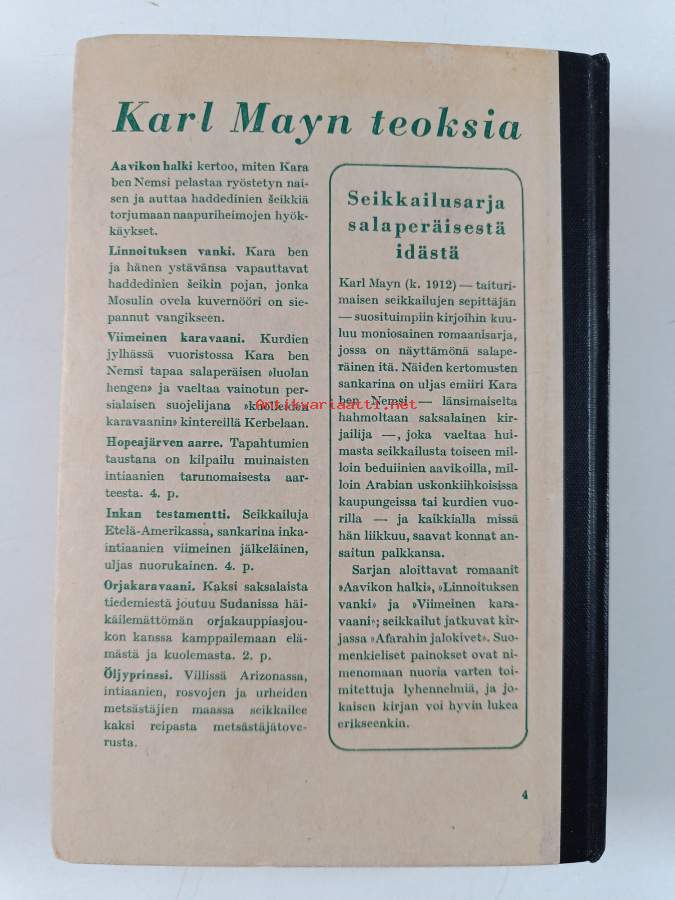 Karl Mayn teoksia
Aavikon halki kertoo, miten Kara
ben Nemsi pelastaa ryöstetyn nai-
sen ja auttaa haddedinien šeikkiä
torjumaan naapuriheimojen hyök-
käykset.
Linnoituksen vanki. Kara ben
ja hänen ystävänsa vapauttavat
haddedinien šeikin pojan, jonka
Mosulin ovela kuvernööri on sie-
pannut vangikseen.
Viimeinen karavaani. Kurdien
jylhässä vuoristossa Kara ben
Nemsi tapaa salaperäisen »luolan
hengen» ja vaeltaa vainotun per-
sialaisen suojelijana »kuolleiden
karavaanin» kintereillä Kerbelaan.
Hopeajärven aarre. Tapahtumien
taustana on kilpailu muinaisten
intiaanien tarunomaisesta aar-
teesta. 4. p.
Inkan testamentti. Seikkailuja
Etelä-Amerikassa, sankarina inka-
intiaanien viimeinen jälkeläinen,
uljas nuorukainen. 4. p.
Orjakaravaani. Kaksi saksalaista
tiedemiestä joutuu Sudanissa häi-
käilemättömän orjakauppiasjou-
kon kanssa kamppailemaan elä-
mästä ja kuolemasta. 2. p.
Öljyprinssi. Villissä Arizonassa,
intiaanien, rosvojen ja urheiden
metsästäjien maassa seikkailee
kaksi reipasta metsästäjätove-
rusta.
Seikkailusarja
salaperäisestä
idästä
Karl Mayn (k. 1912) — taituri-
maisen seikkailujen sepittäjän
— suosituimpiin kirjoihin kuu-
luu moniosainen romaanisarja,
jossa on näyttämönä salape-
räinen itä. Näiden kertomusten
sankarina on uljas emiiri Kara
ben Nemsi — länsimaiselta
hahmoltaan saksalainen kir-
jailija —, joka vaeltaa hui-
masta seikkailusta toiseen mil-
loin beduiinien aavikoilla, mil-
loin Arabian uskonkiihkoisissa
kaupungeissa tai kurdien vuo-
rilla — ja kaikkialla missä
hän liikkuu, saavat konnat an-
saitun palkkansa.
Sarjan aloittavat romaanit
»Aavikon halki», »Linnoituksen
vanki» ja »Viimeinen kara-
vaani»; seikkailut jatkuvat kir-
jassa »Afarahin jalokivet». Suo-
menkieliset painokset ovat ni-
menomaan nuoria varten toi-
mitettuja lyhennelmiä, ja jo-
kaisen kirjan voi hyvin lukea
erikseenkin.
4
Antikvariaatti.net